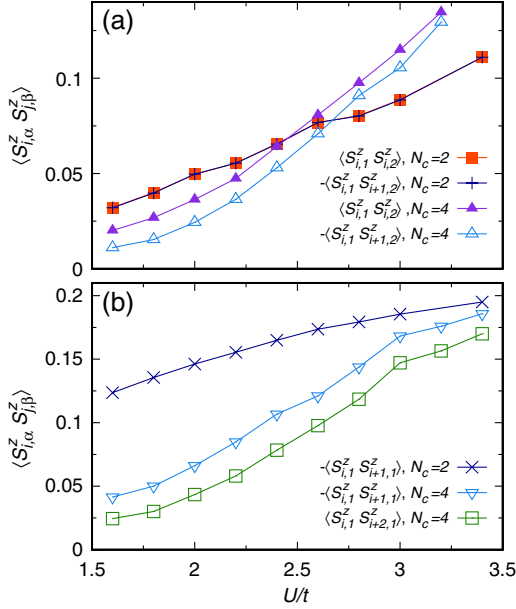 (a)
⟨S^z_{i,α} S^z_{j,β}⟩
0.1
0.05
0
⟨S^z_{i,1} S^z_{i,2}⟩, N_c=2
-⟨S^z_{i,1} S^z_{i+1,2}⟩, N_c=2
⟨S^z_{i,1} S^z_{i,2}⟩ , N_c=4
-⟨S^z_{i,1} S^z_{i+1,2}⟩, N_c=4
(b)
⟨S^z_{i,α} S^z_{j,β}⟩
0.2
0.15
0.1
0.05
0
-⟨S^z_{i,1} S^z_{i+1,1}⟩, N_c=2
-⟨S^z_{i,1} S^z_{i+1,1}⟩, N_c=4
⟨S^z_{i,1} S^z_{i+2,1}⟩, N_c=4
1.5 2 2.5 3 3.5
U/t